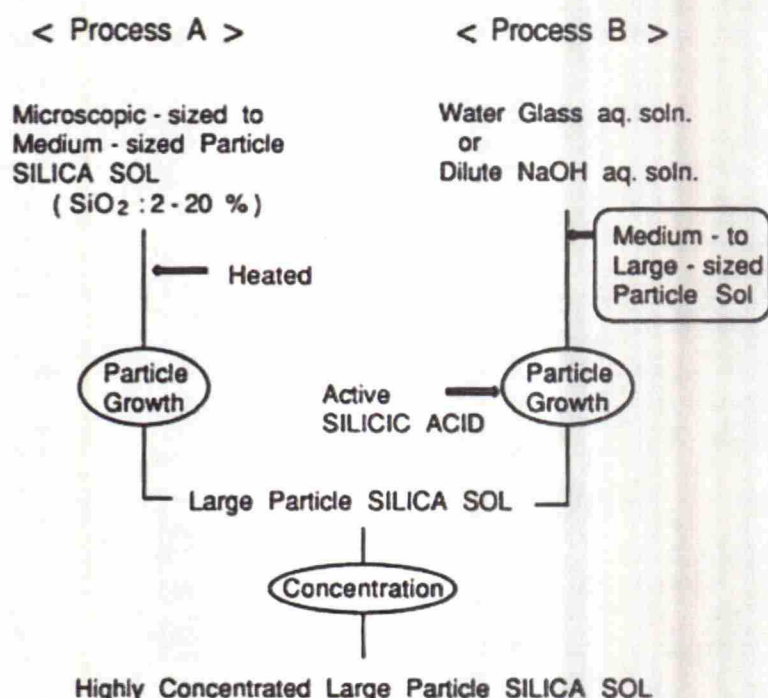 < Process A >
< Process B >
Microscopic - sized to
Medium - sized Particle
SILICA SOL
( SiO₂ : 2 - 20 % )
Heated
Particle
Growth
Water Glass aq. soln.
or
Dilute NaOH aq. soln.
Medium - to
Large - sized
Particle Sol
Active
SILICIC ACID
Particle
Growth
Large Particle SILICA SOL
Concentration
Highly Concentrated Large Particle SILICA SOL